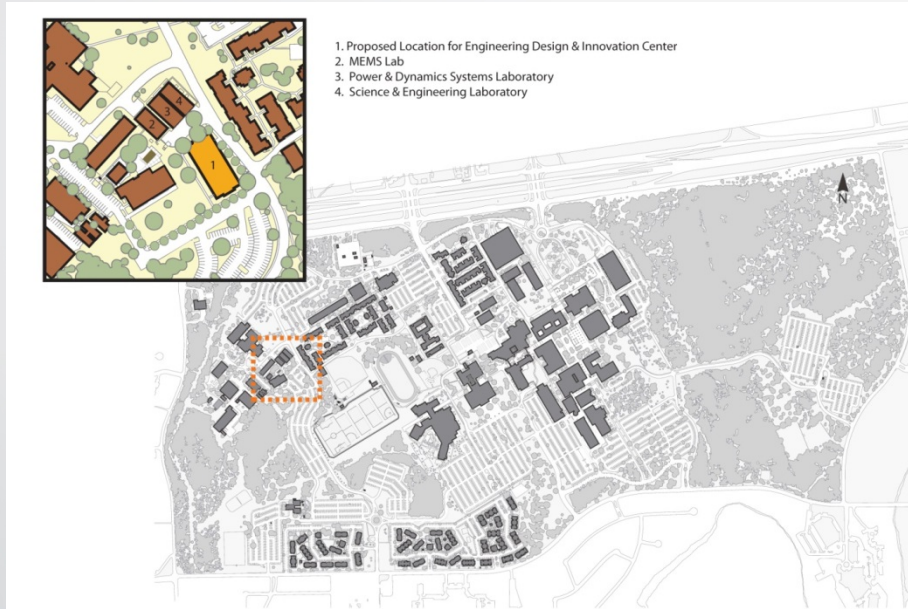 1. Proposed Location for Engineering Design & Innovation Center
2. MEMS Lab
3. Power & Dynamics Systems Laboratory
4. Science & Engineering Laboratory
4
3
2
1
N